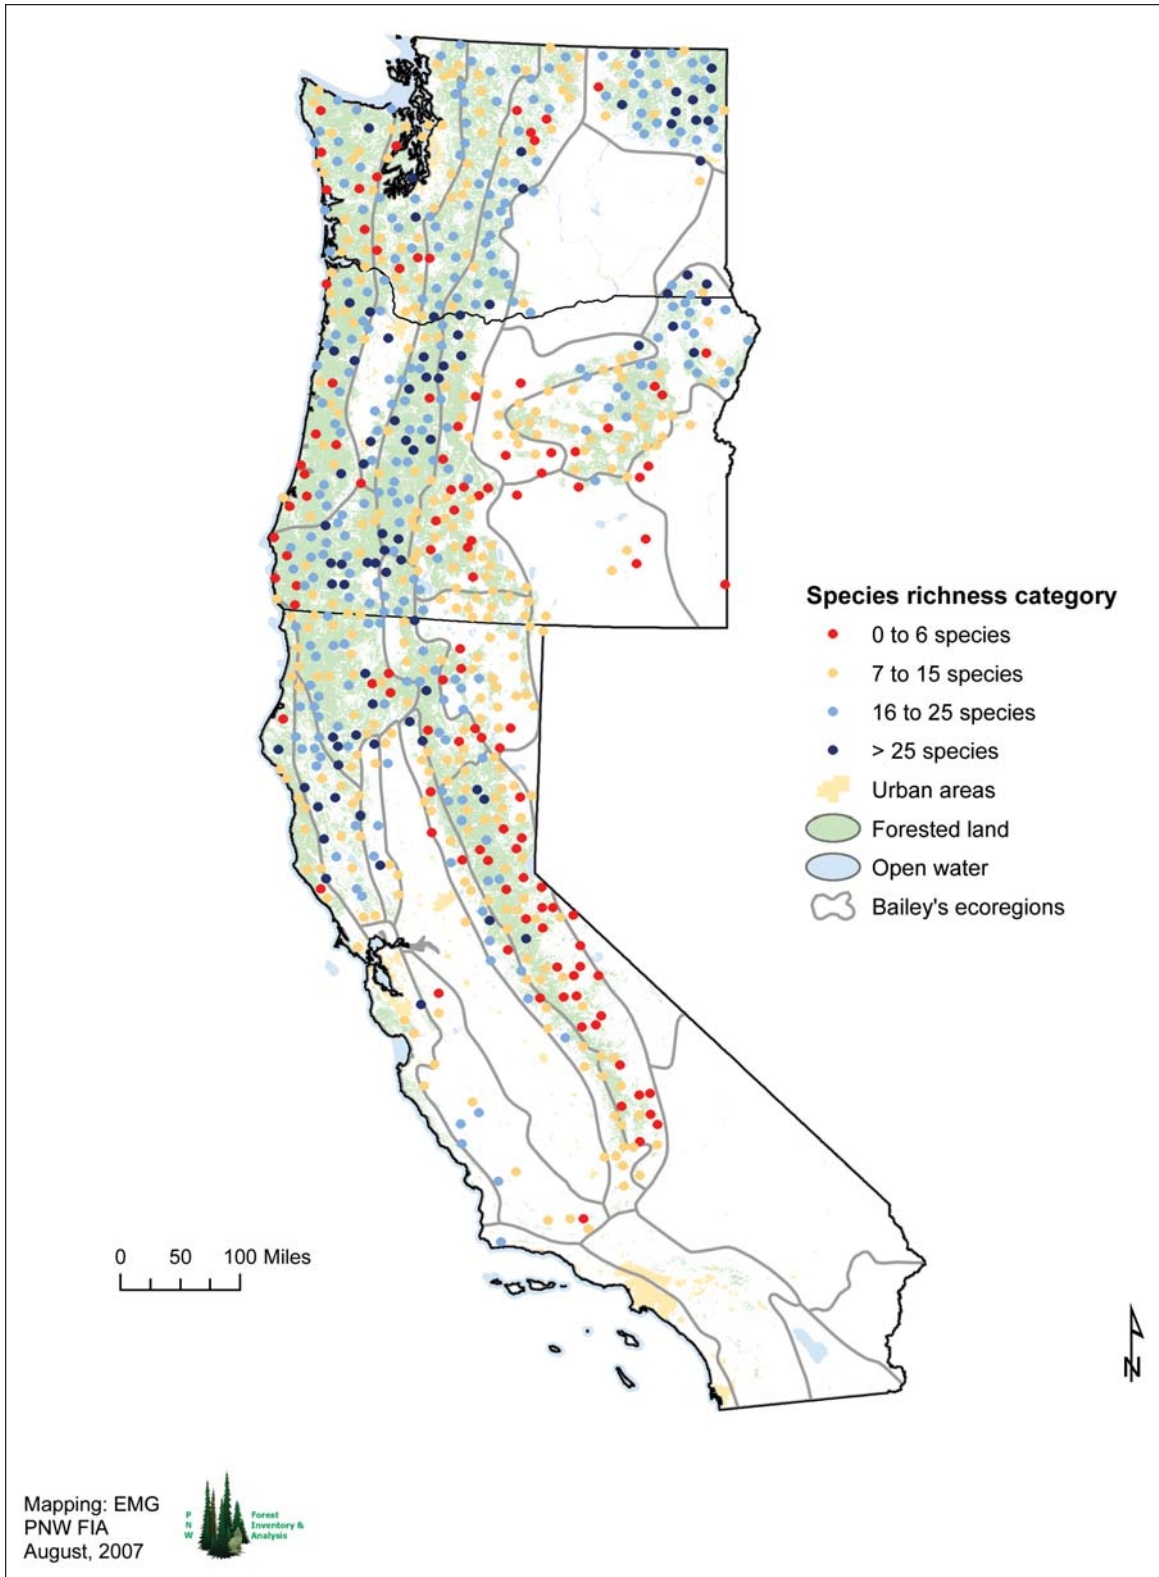 Species richness category
0 to 6 species
7 to 15 species
16 to 25 species
> 25 species
Urban areas
Forested land
Open water
Bailey's ecoregions
0 50 100 Miles
N
Mapping: EMG
PNW FIA
August, 2007
P
N
W
Forest
Inventory &
Analysis